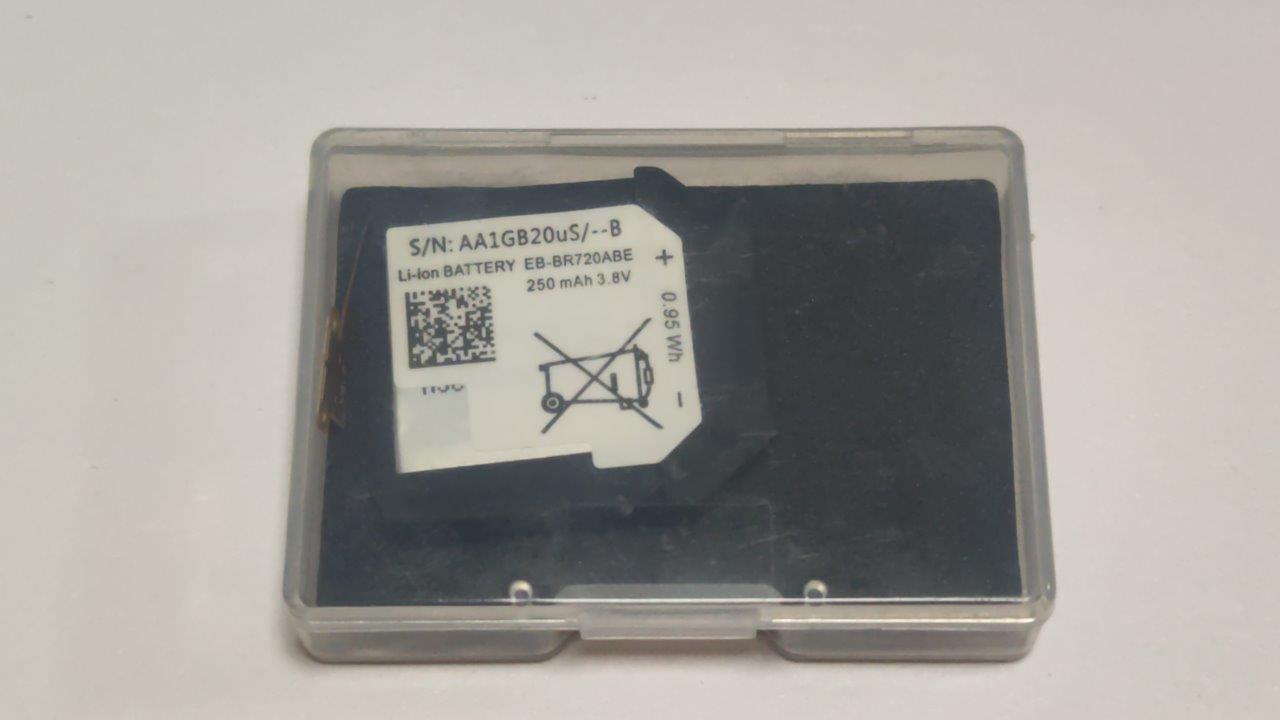 S/N: AA1GB20uS/--B
Li-ion BATTERY EB-BR720ABE
250 mAh 3.8V
+
0.95 Wh
-